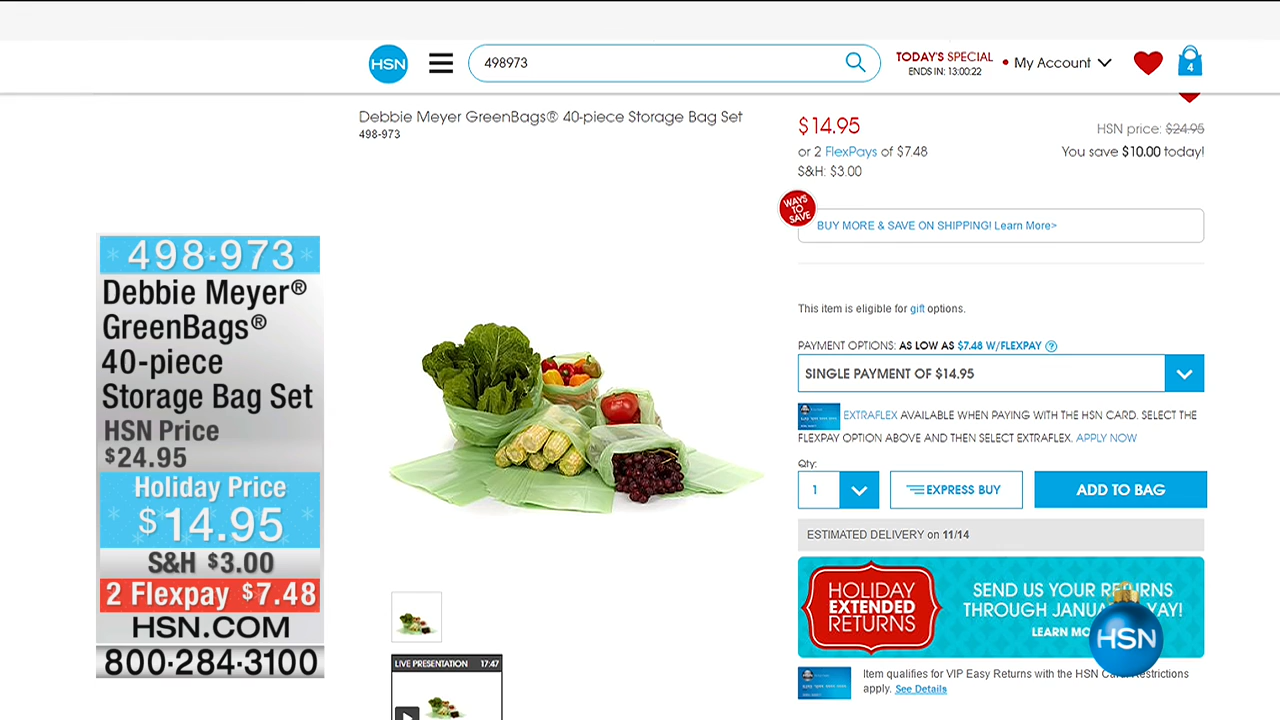 HSN
498973
TODAY'S SPECIAL
ENDS IN: 13:00:22
My Account
4
Debbie Meyer GreenBags® 40-piece Storage Bag Set
498-973
$14.95
HSN price: $24.95
or 2 FlexPays of $7.48
You save $10.00 today!
S&H: $3.00
WAYS
TO
SAVE
BUY MORE & SAVE ON SHIPPING! Learn More>
This item is eligible for gift options.
PAYMENT OPTIONS: AS LOW AS $7.48 W/FLEXPAY ?
SINGLE PAYMENT OF $14.95
EXTRAFLEX AVAILABLE WHEN PAYING WITH THE HSN CARD. SELECT THE
FLEXPAY OPTION ABOVE AND THEN SELECT EXTRAFLEX. APPLY NOW
Qty:
1
EXPRESS BUY
ADD TO BAG
ESTIMATED DELIVERY on 11/14
HOLIDAY
EXTENDED
RETURNS
SEND US YOUR RETURNS
THROUGH JANUARY. YAY!
LEARN MO
HSN
Item qualifies for VIP Easy Returns with the HSN Card. Restrictions
apply. See Details
498-973
Debbie Meyer®
GreenBags®
40-piece
Storage Bag Set
HSN Price
$24.95
Holiday Price
$14.95
S&H $3.00
2 Flexpay $7.48
HSN.COM
800-284-3100
LIVE PRESENTATION 17:47